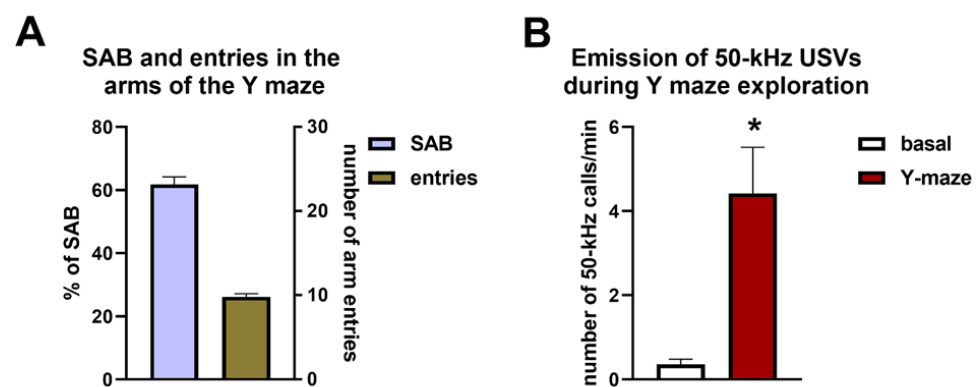 A
SAB and entries in the
arms of the Y maze
80
60
40
20
0
% of SAB
30
20
10
0
number of arm entries
SAB
entries
B
Emission of 50-kHz USVs
during Y maze exploration
6
4
2
0
number of 50-kHz calls/min
*
basal
Y-maze